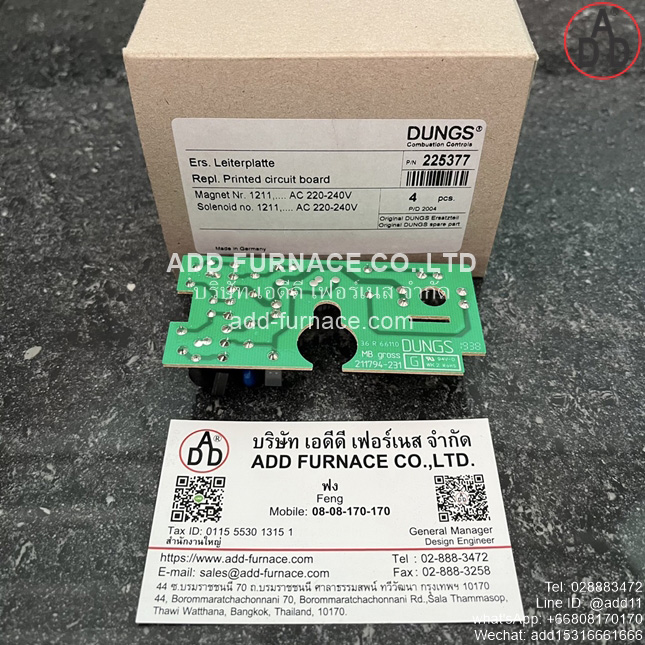 ADD
DUNGS®
Combustion Controls
Ers. Leiterplatte
P/N 225377
Repl. Printed circuit board
Magnet Nr. 1211,.... AC 220-240V
Solenoid no. 1211,.... AC 220-240V
4 pcs.
P/D 2004
Original DUNGS Ersatzteil
Original DUNGS spare part
Made in Germany
ADD FURNACE CO.,LTD
บริษัท เอดีดี เฟอร์เนส จำกัด
add-furnace.com
36 R 66110
DUNGS 1938
MB gross
211794-231
G
94V-0
ADD
บริษัท เอดีดี เฟอร์เนส จำกัด
ADD FURNACE CO.,LTD.
ฟง
Feng
Mobile: 08-08-170-170
Tax ID: 0115 5530 1315 1
สำนักงานใหญ่
General Manager
Design Engineer
https://www.add-furnace.com
Tel : 02-888-3472
E-mail: sales@add-furnace.com
Fax : 02-888-3258
44 ซ.บรมราชชนนี 70 ถ.บรมราชชนนี ศาลาธรรมสพน์ ทวีวัฒนา กรุงเทพฯ 10170
44, Borommaratchachonnani 70, Borommaratchachonnani Rd.,Sala Thammasop,
Thawi Watthana, Bangkok, Thailand, 10170.
Tel: 028883472
Line ID: @add11
WhatsApp: +66808170170
Wechat: add15316661666